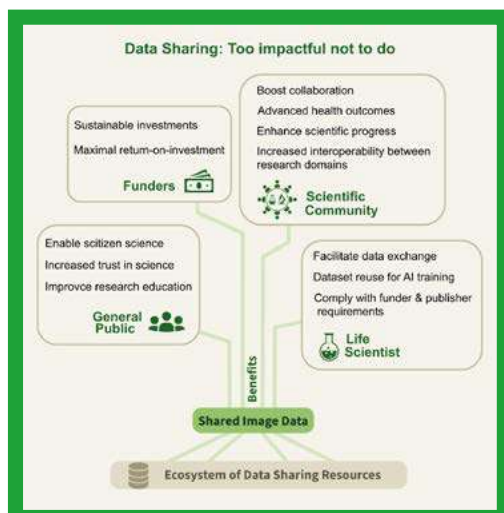 Data Sharing: Too impactful not to do
Sustainable investments
Maximal return-on-investment
Funders
Boost collaboration
Advanced health outcomes
Enhance scientific progress
Increased interoperability between
research domains
Scientific
Community
Enable scitizen science
Increased trust in science
Improvce research education
General
Public
Facilitate data exchange
Dataset reuse for AI training
Comply with funder & publisher
requirements
Life
Scientist
Benefits
Shared Image Data
Ecosystem of Data Sharing Resources